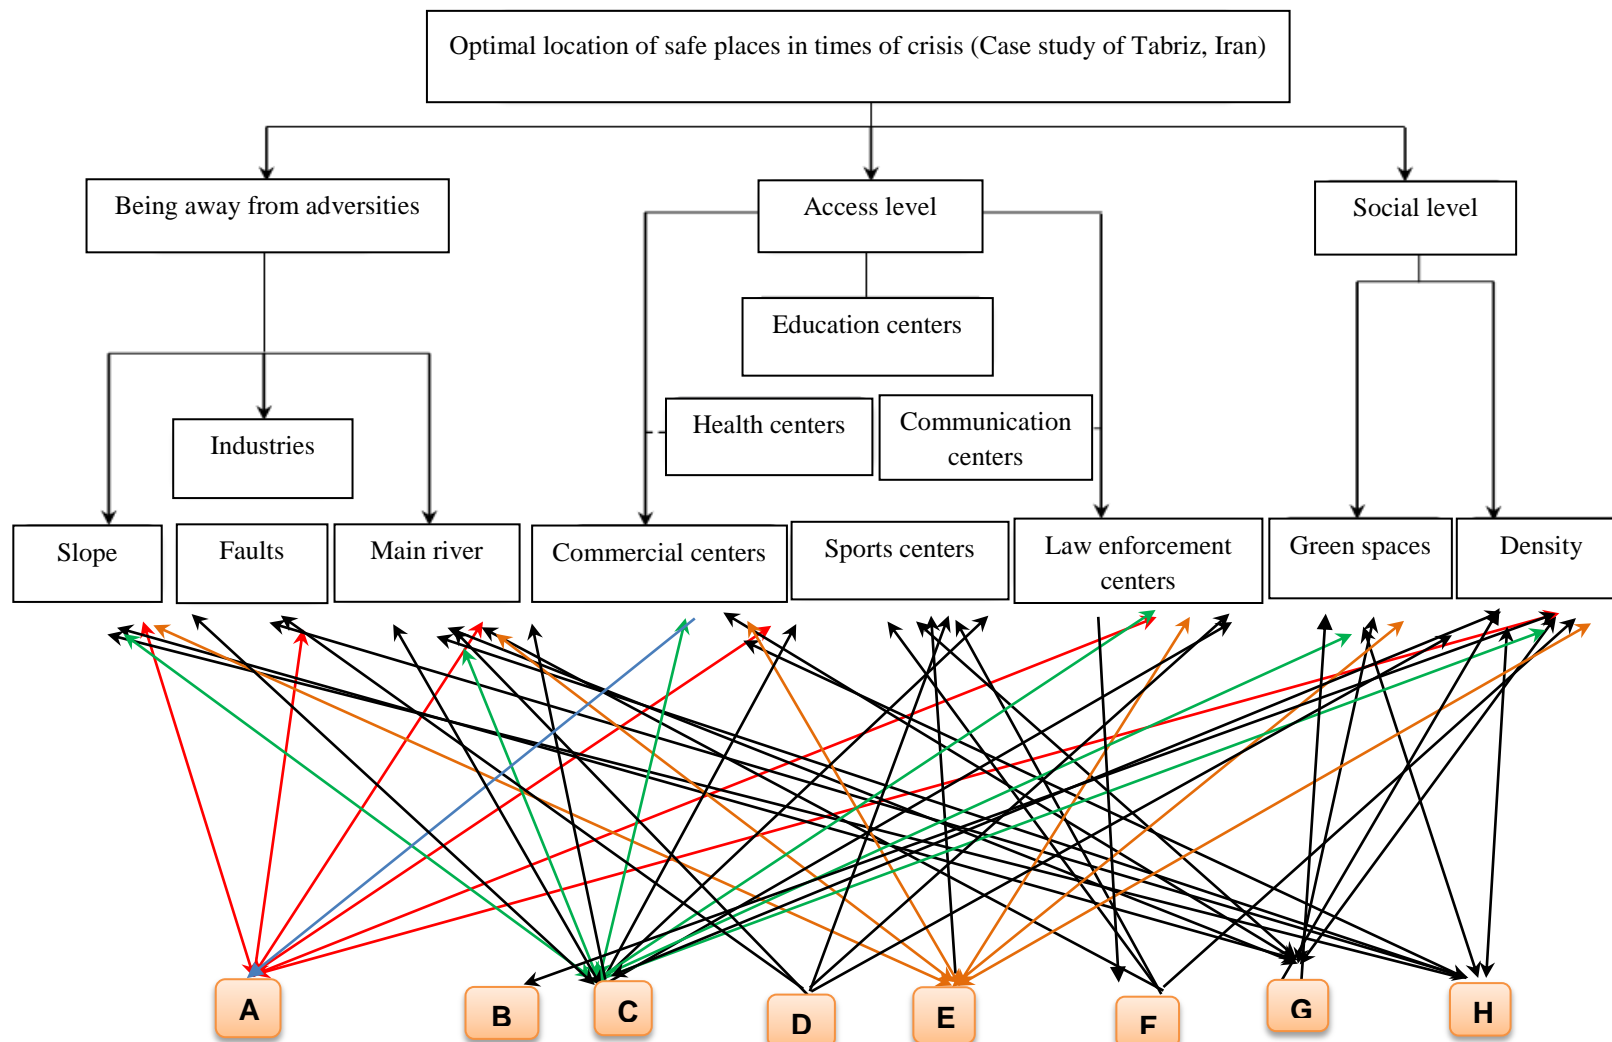 Optimal location of safe places in times of crisis (Case study of Tabriz, Iran)
Being away from adversities
Access level
Social level
Education centers
Health centers
Communication
centers
Industries
Slope
Faults
Main river
Commercial centers
Sports centers
Law enforcement
centers
Green spaces
Density
A
B
C
D
E
F
G
H